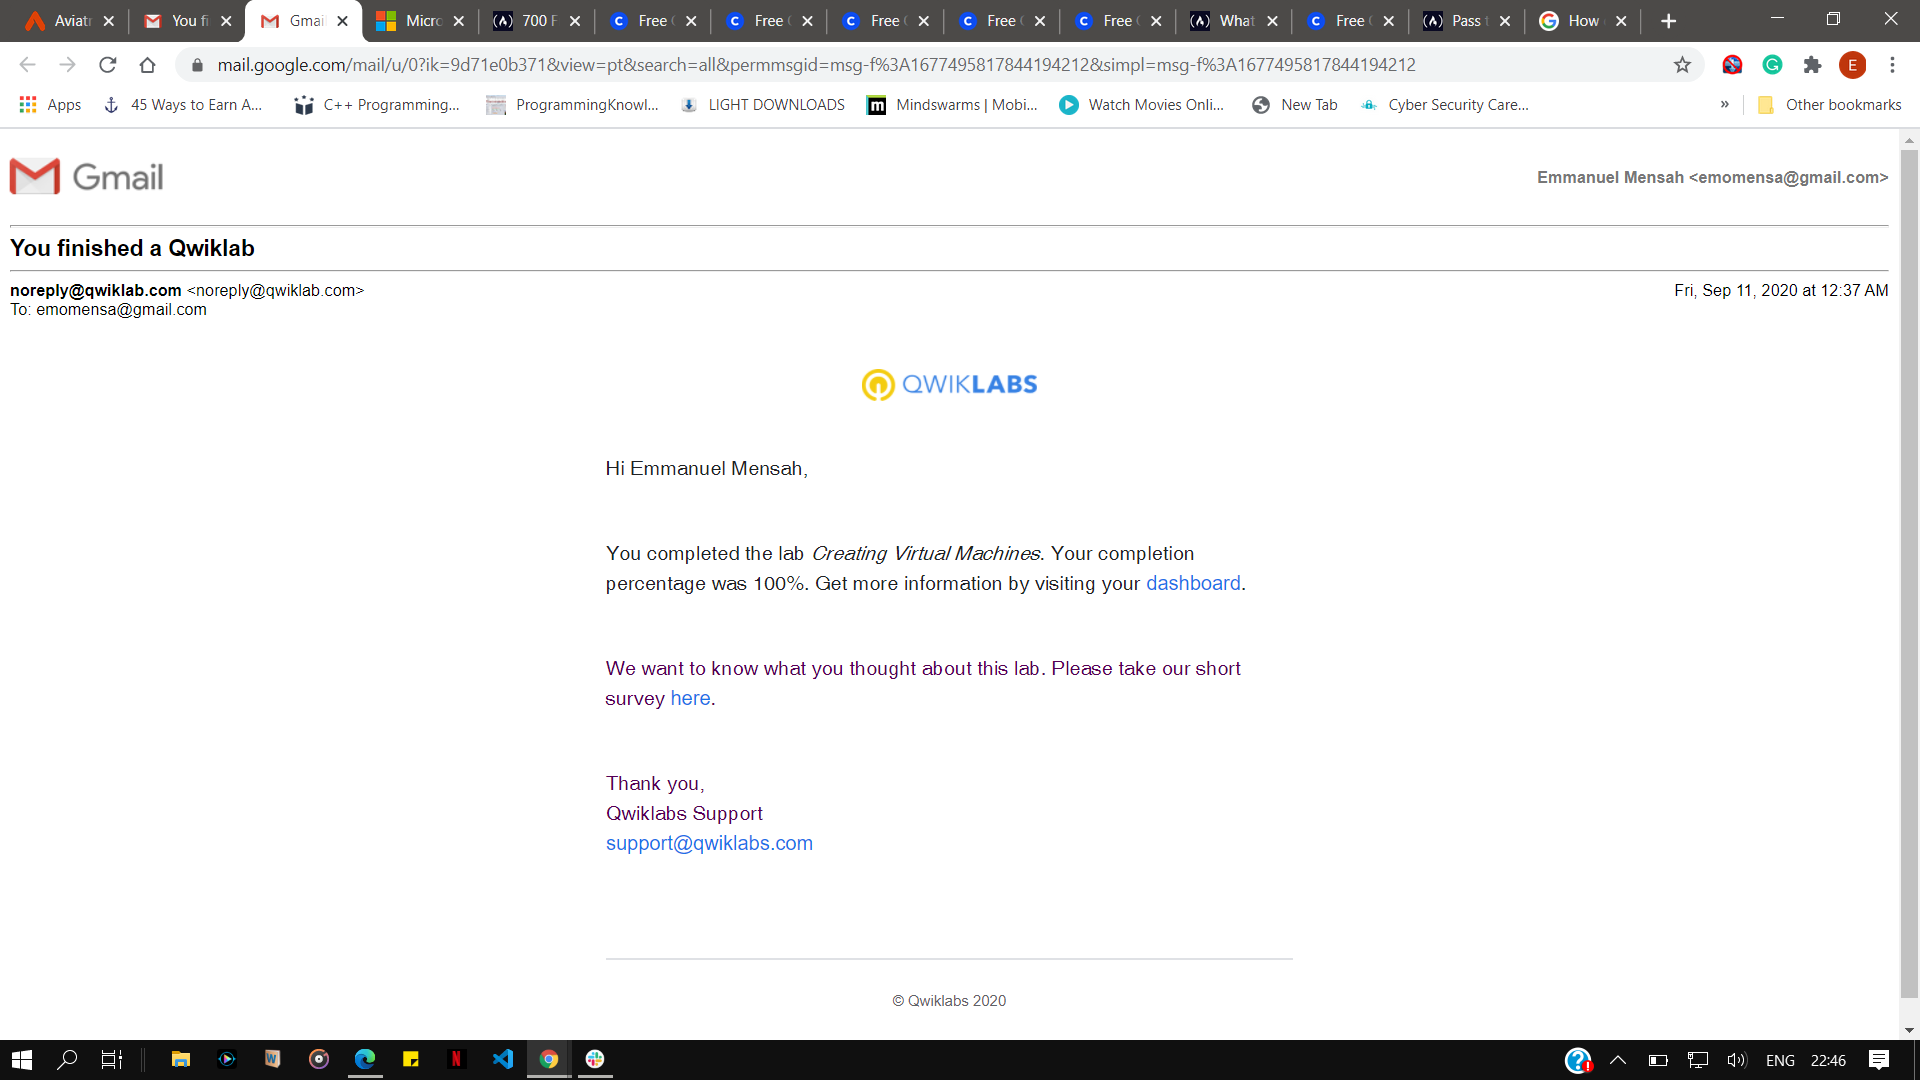 Aviatr You fi Gmail Micro 700 F Free Free Free Free Free What Free Pass t How
mail.google.com/mail/u/0?ik=9d71e0b371&view=pt&search=all&permmsgid=msg-f%3A1677495817844194212&simpl=msg-f%3A1677495817844194212 E
Apps 45 Ways to Earn A... C++ Programming... ProgrammingKnowl... LIGHT DOWNLOADS Mindswarms | Mobi... Watch Movies Onli... New Tab Cyber Security Care... » Other bookmarks
Gmail Emmanuel Mensah <emomensa@gmail.com>
You finished a Qwiklab
noreply@qwiklab.com <noreply@qwiklab.com> Fri, Sep 11, 2020 at 12:37 AM
To: emomensa@gmail.com
QWIKLABS
Hi Emmanuel Mensah,
You completed the lab Creating Virtual Machines. Your completion
percentage was 100%. Get more information by visiting your dashboard.
We want to know what you thought about this lab. Please take our short
survey here.
Thank you,
Qwiklabs Support
support@qwiklabs.com
© Qwiklabs 2020
ENG 22:46